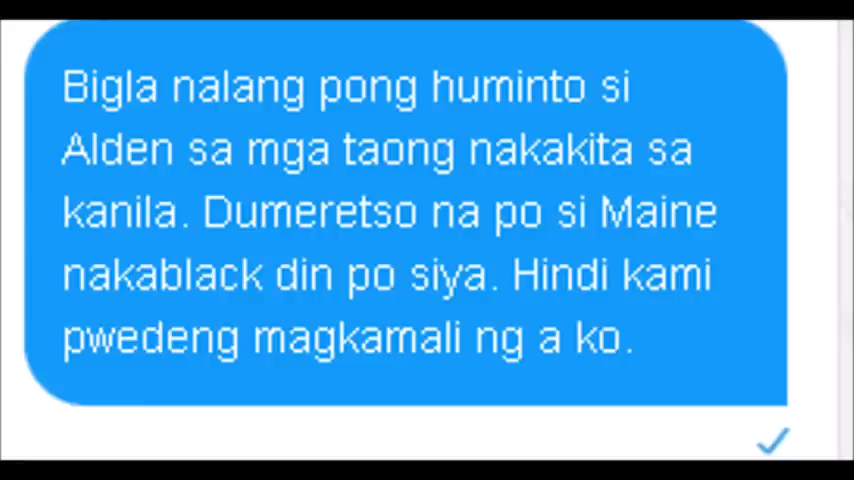 Bigla nalang pong huminto si
Alden sa mga taong nakakita sa
kanila. Dumeretso na po si Maine
nakablack din po siya. Hindi kami
pwedeng magkamali ng a ko.